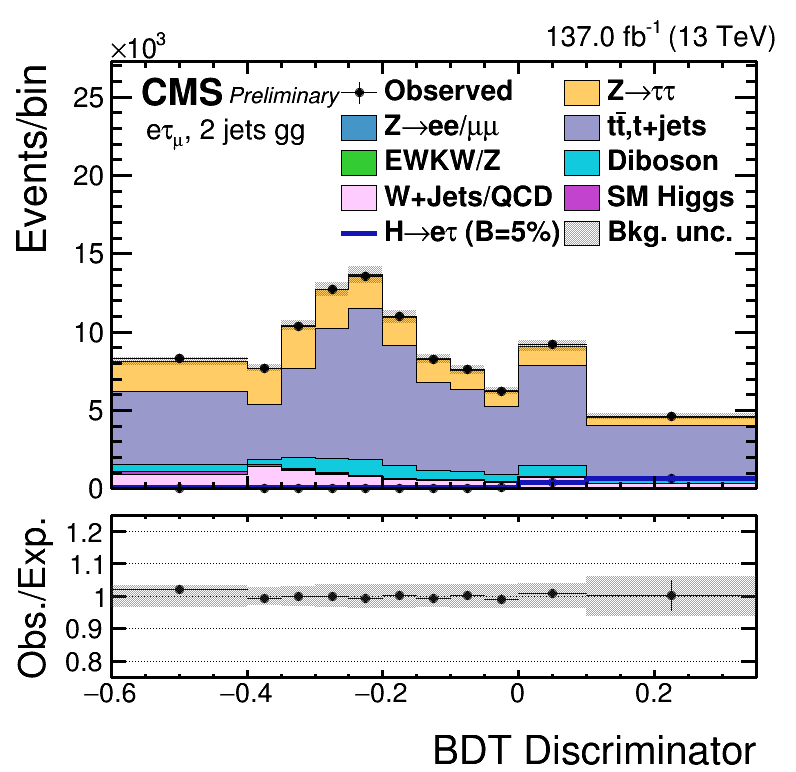 ×10³
137.0 fb⁻¹ (13 TeV)
Events/bin
CMS Preliminary
eτμ, 2 jets gg
Observed
Z→ττ
Z→ee/μμ
tt̅,t+jets
EWKW/Z
Diboson
W+Jets/QCD
SM Higgs
H→eτ (B=5%)
Bkg. unc.
25
20
15
10
5
0
Obs./Exp.
1.2
1.1
1
0.9
0.8
−0.6 −0.4 −0.2 0 0.2
BDT Discriminator